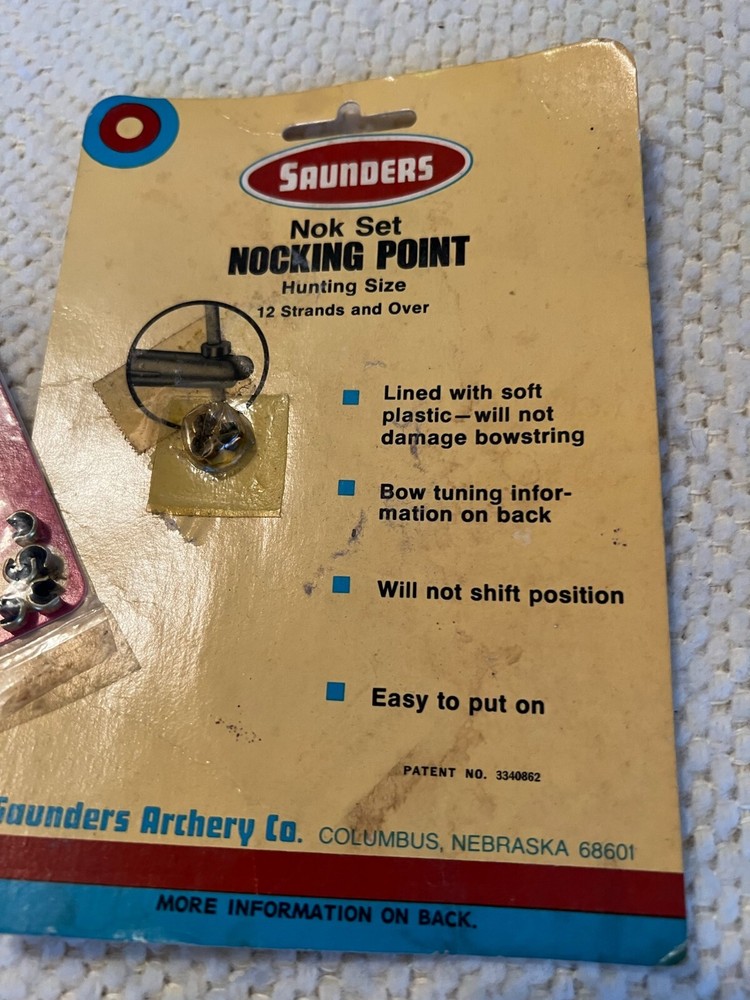 SAUNDERS
Nok Set
NOCKING POINT
Hunting Size
12 Strands and Over
Lined with soft
plastic—will not
damage bowstring
Bow tuning infor-
mation on back
Will not shift position
Easy to put on
PATENT NO. 3340862
Saunders Archery Co. COLUMBUS, NEBRASKA 68601
MORE INFORMATION ON BACK.